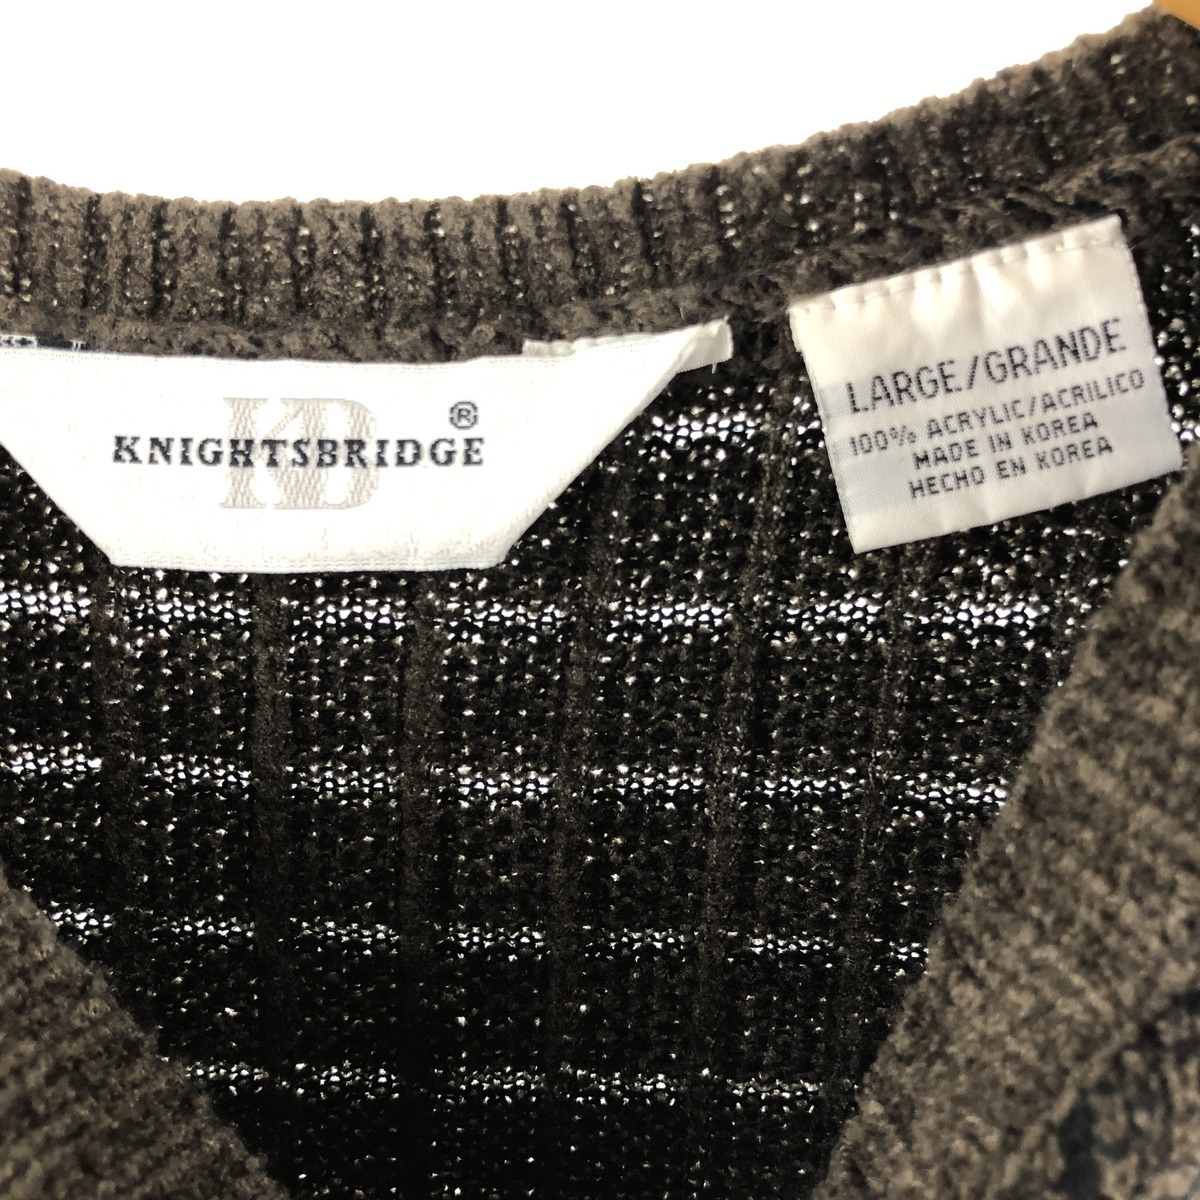 KB
KNIGHTSBRIDGE®
LARGE/GRANDE
100% ACRYLIC/ACRILICO
MADE IN KOREA
HECHO EN KOREA